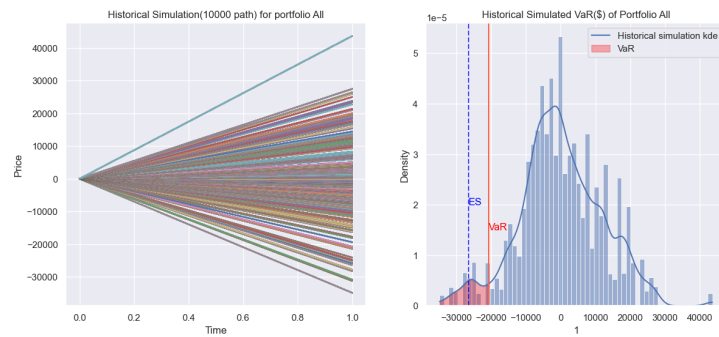 Historical Simulation(10000 path) for portfolio All
40000
30000
20000
10000
0
−10000
−20000
−30000
Price
0.0 0.2 0.4 0.6 0.8 1.0
Time
Historical Simulated VaR($) of Portfolio All
1e−5
5
4
3
2
1
0
Density
Historical simulation kde
VaR
ES
VaR
−30000 −20000 −10000 0 10000 20000 30000 40000
1